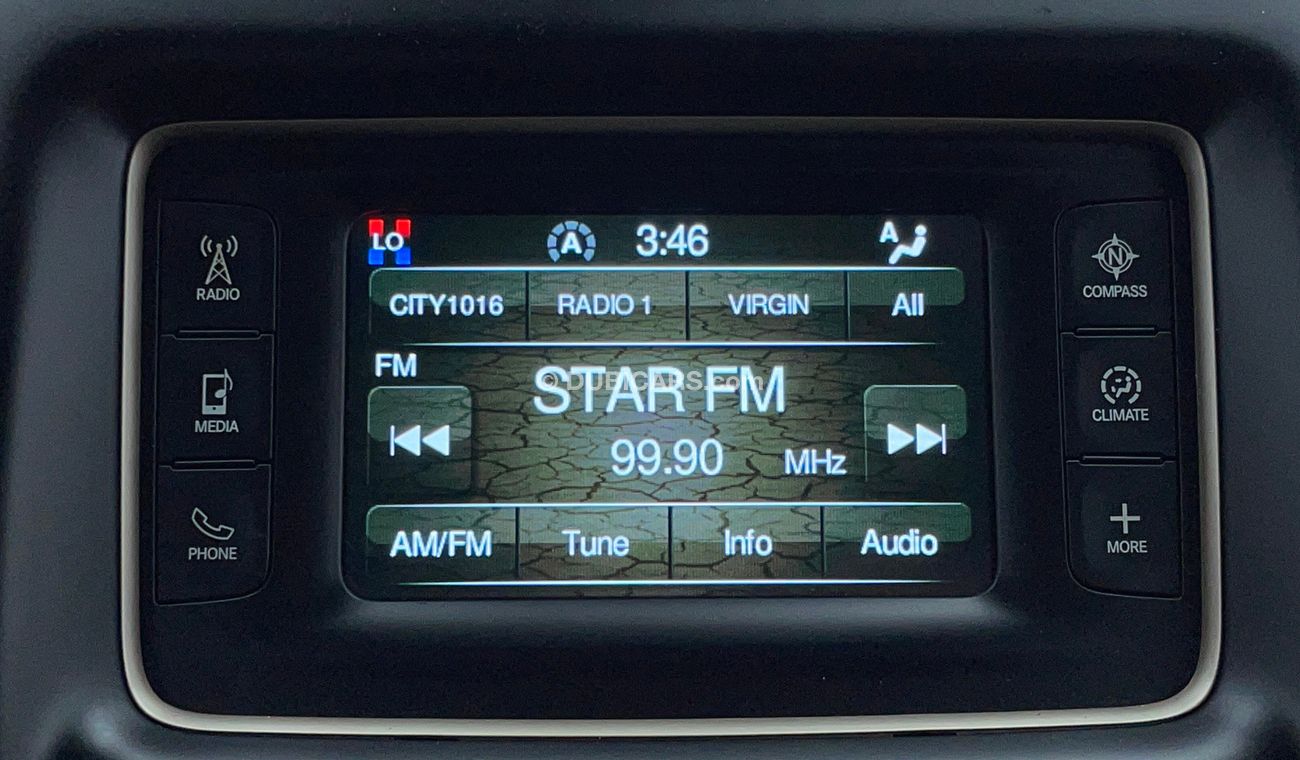 LO A 3:46 A
CITY1016 RADIO 1 VIRGIN All
FM
STAR FM
© DUBICARS.com
99.90 MHz
AM/FM Tune Info Audio
RADIO
MEDIA
PHONE
N
COMPASS
CLIMATE
MORE